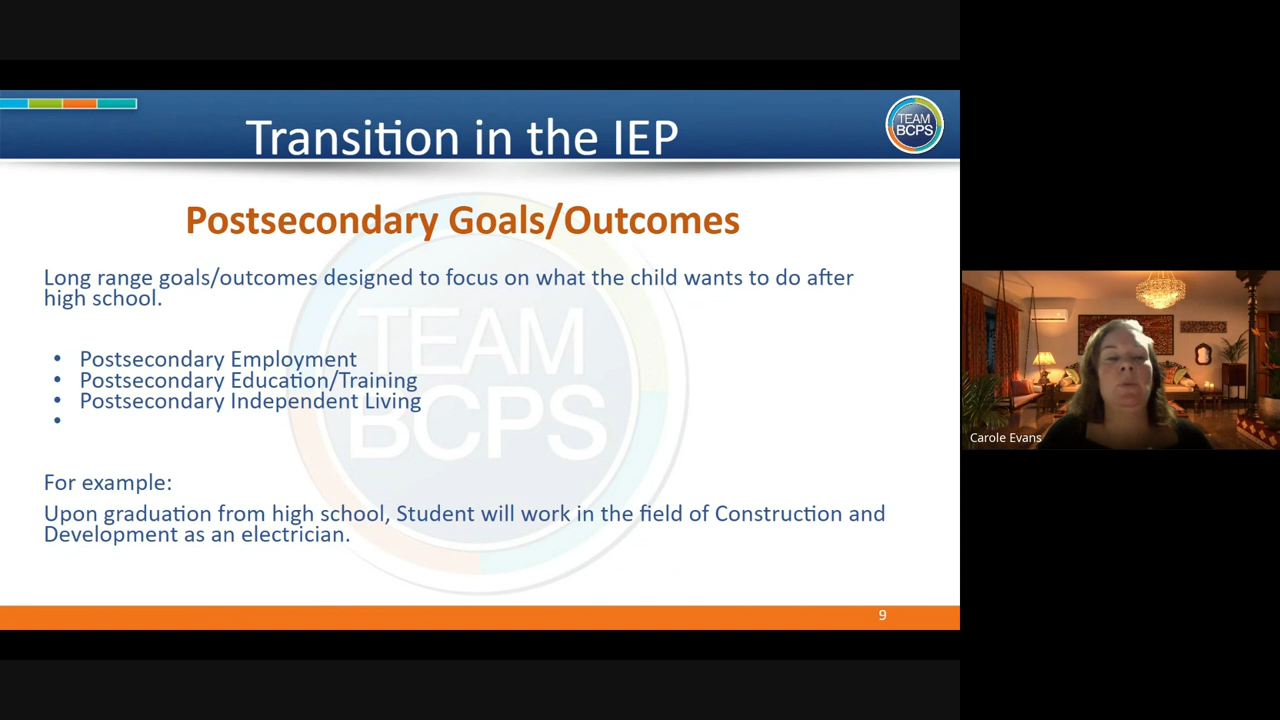 Transition in the IEP
TEAM
BCPS
Postsecondary Goals/Outcomes
Long range goals/outcomes designed to focus on what the child wants to do after
high school.
TEAM
BCPS
• Postsecondary Employment
• Postsecondary Education/Training
• Postsecondary Independent Living
•
For example:
Upon graduation from high school, Student will work in the field of Construction and
Development as an electrician.
9
Carole Evans